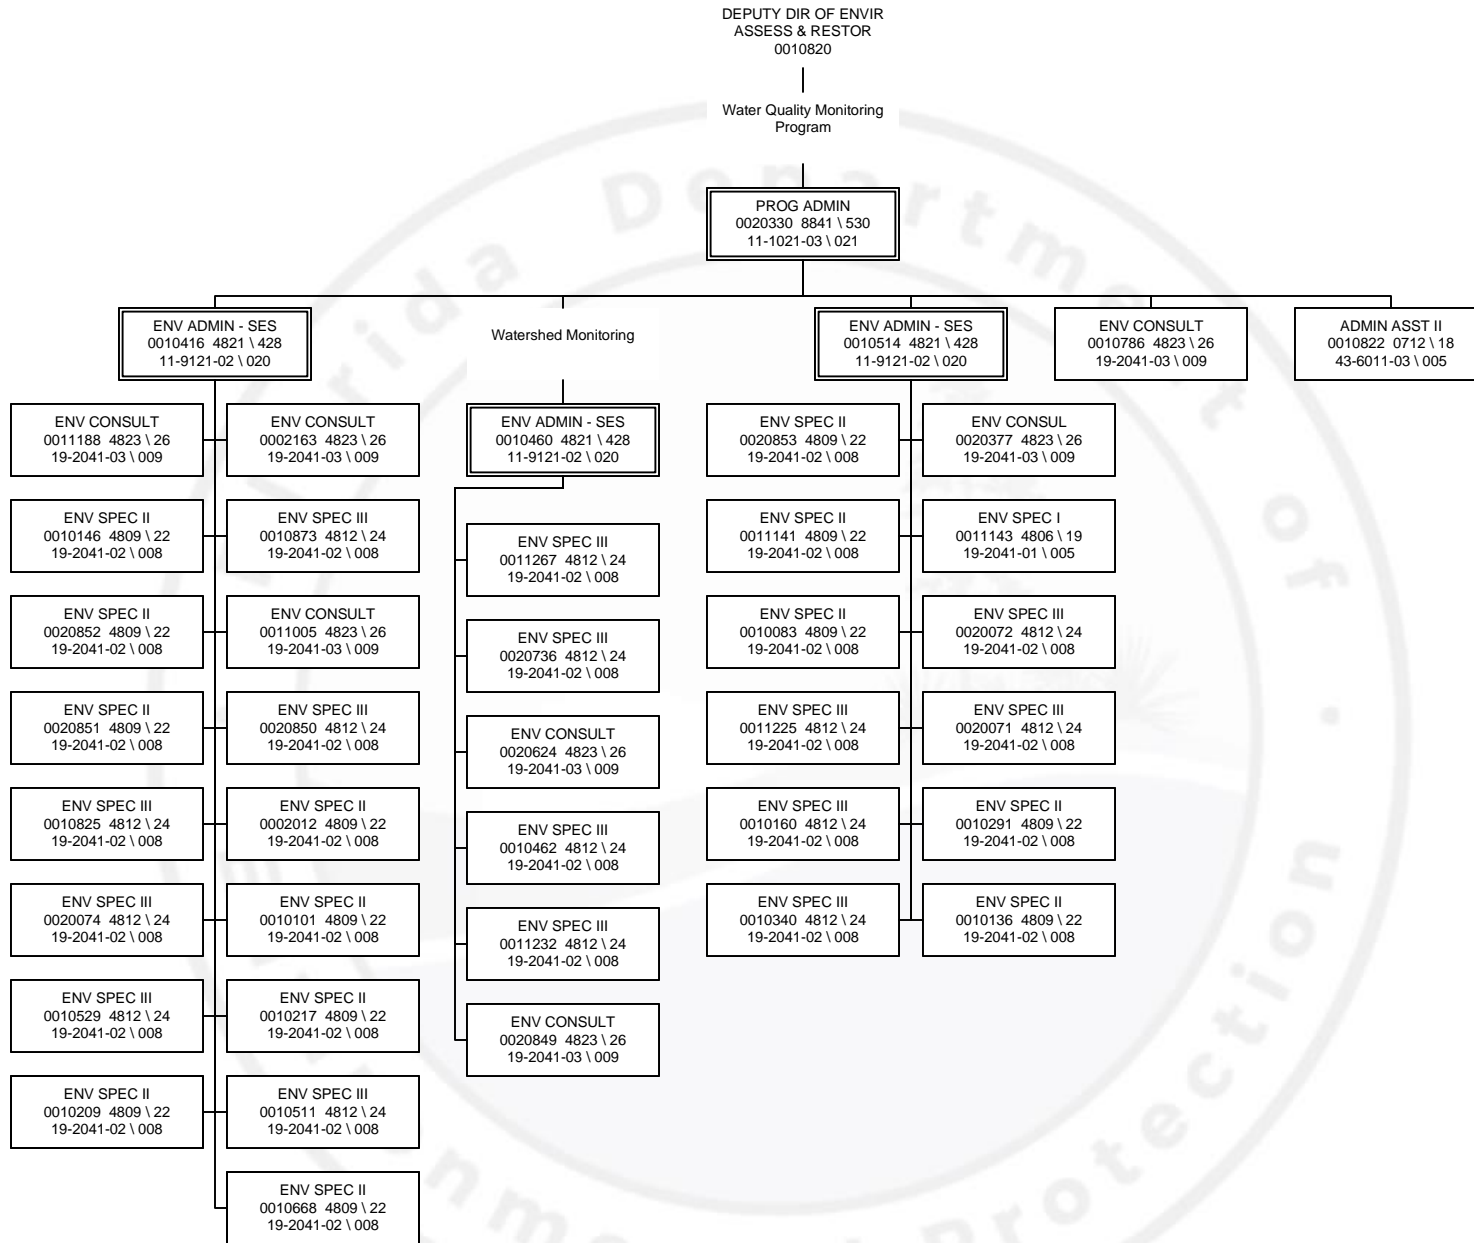 DEPUTY DIR OF ENVIR
ASSESS & RESTOR
0010820
Water Quality Monitoring
Program
PROG ADMIN
0020330 8841 \ 530
11-1021-03 \ 021
ENV ADMIN - SES
0010416 4821 \ 428
11-9121-02 \ 020
Watershed Monitoring
ENV ADMIN - SES
0010514 4821 \ 428
11-9121-02 \ 020
ENV CONSULT
0010786 4823 \ 26
19-2041-03 \ 009
ADMIN ASST II
0010822 0712 \ 18
43-6011-03 \ 005
ENV CONSULT
0011188 4823 \ 26
19-2041-03 \ 009
ENV CONSULT
0002163 4823 \ 26
19-2041-03 \ 009
ENV SPEC II
0010146 4809 \ 22
19-2041-02 \ 008
ENV SPEC III
0010873 4812 \ 24
19-2041-02 \ 008
ENV SPEC II
0020852 4809 \ 22
19-2041-02 \ 008
ENV CONSULT
0011005 4823 \ 26
19-2041-03 \ 009
ENV SPEC II
0020851 4809 \ 22
19-2041-02 \ 008
ENV SPEC III
0020850 4812 \ 24
19-2041-02 \ 008
ENV SPEC III
0010825 4812 \ 24
19-2041-02 \ 008
ENV SPEC II
0002012 4809 \ 22
19-2041-02 \ 008
ENV SPEC III
0020074 4812 \ 24
19-2041-02 \ 008
ENV SPEC II
0010101 4809 \ 22
19-2041-02 \ 008
ENV SPEC III
0010529 4812 \ 24
19-2041-02 \ 008
ENV SPEC II
0010217 4809 \ 22
19-2041-02 \ 008
ENV SPEC II
0010209 4809 \ 22
19-2041-02 \ 008
ENV SPEC III
0010511 4812 \ 24
19-2041-02 \ 008
ENV SPEC II
0010668 4809 \ 22
19-2041-02 \ 008
ENV ADMIN - SES
0010460 4821 \ 428
11-9121-02 \ 020
ENV SPEC III
0011267 4812 \ 24
19-2041-02 \ 008
ENV SPEC III
0020736 4812 \ 24
19-2041-02 \ 008
ENV CONSULT
0020624 4823 \ 26
19-2041-03 \ 009
ENV SPEC III
0010462 4812 \ 24
19-2041-02 \ 008
ENV SPEC III
0011232 4812 \ 24
19-2041-02 \ 008
ENV CONSULT
0020849 4823 \ 26
19-2041-03 \ 009
ENV SPEC II
0020853 4809 \ 22
19-2041-02 \ 008
ENV CONSUL
0020377 4823 \ 26
19-2041-03 \ 009
ENV SPEC II
0011141 4809 \ 22
19-2041-02 \ 008
ENV SPEC I
0011143 4806 \ 19
19-2041-01 \ 005
ENV SPEC II
0010083 4809 \ 22
19-2041-02 \ 008
ENV SPEC III
0020072 4812 \ 24
19-2041-02 \ 008
ENV SPEC III
0011225 4812 \ 24
19-2041-02 \ 008
ENV SPEC III
0020071 4812 \ 24
19-2041-02 \ 008
ENV SPEC III
0010160 4812 \ 24
19-2041-02 \ 008
ENV SPEC II
0010291 4809 \ 22
19-2041-02 \ 008
ENV SPEC III
0010340 4812 \ 24
19-2041-02 \ 008
ENV SPEC II
0010136 4809 \ 22
19-2041-02 \ 008